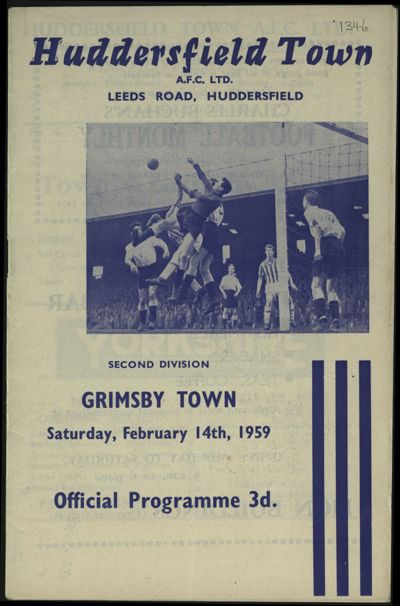 1346
Huddersfield Town
A.F.C. LTD.
LEEDS ROAD, HUDDERSFIELD
SECOND DIVISION
GRIMSBY TOWN
Saturday, February 14th, 1959
Official Programme 3d.